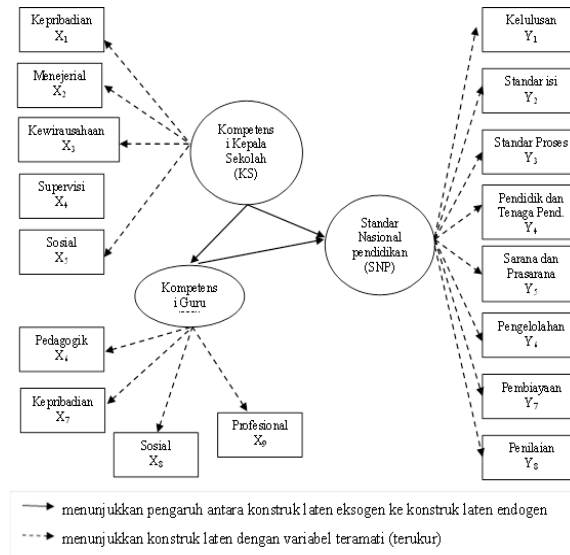 Kepribadian
X1
Menejerial
X2
Kewirausahaan
X3
Supervisi
X4
Sosial
X5
Kompetens
i Kepala
Sekolah
(KS)
Kompetens
i Guru
Standar
Nasional
pendidikan
(SNP)
Pedagogik
X6
Kepribadian
X7
Sosial
X8
Profesional
X9
Kelulusan
Y1
Standar isi
Y2
Standar Proses
Y3
Pendidik dan
Tenaga Pend.
Y4
Sarana dan
Prasarana
Y5
Pengelolahan
Y6
Pembiayaan
Y7
Penilaian
Y8
menunjukkan pengaruh antara konstruk laten eksogen ke konstruk laten endogen
menunjukkan konstruk laten dengan variabel teramati (terukur)